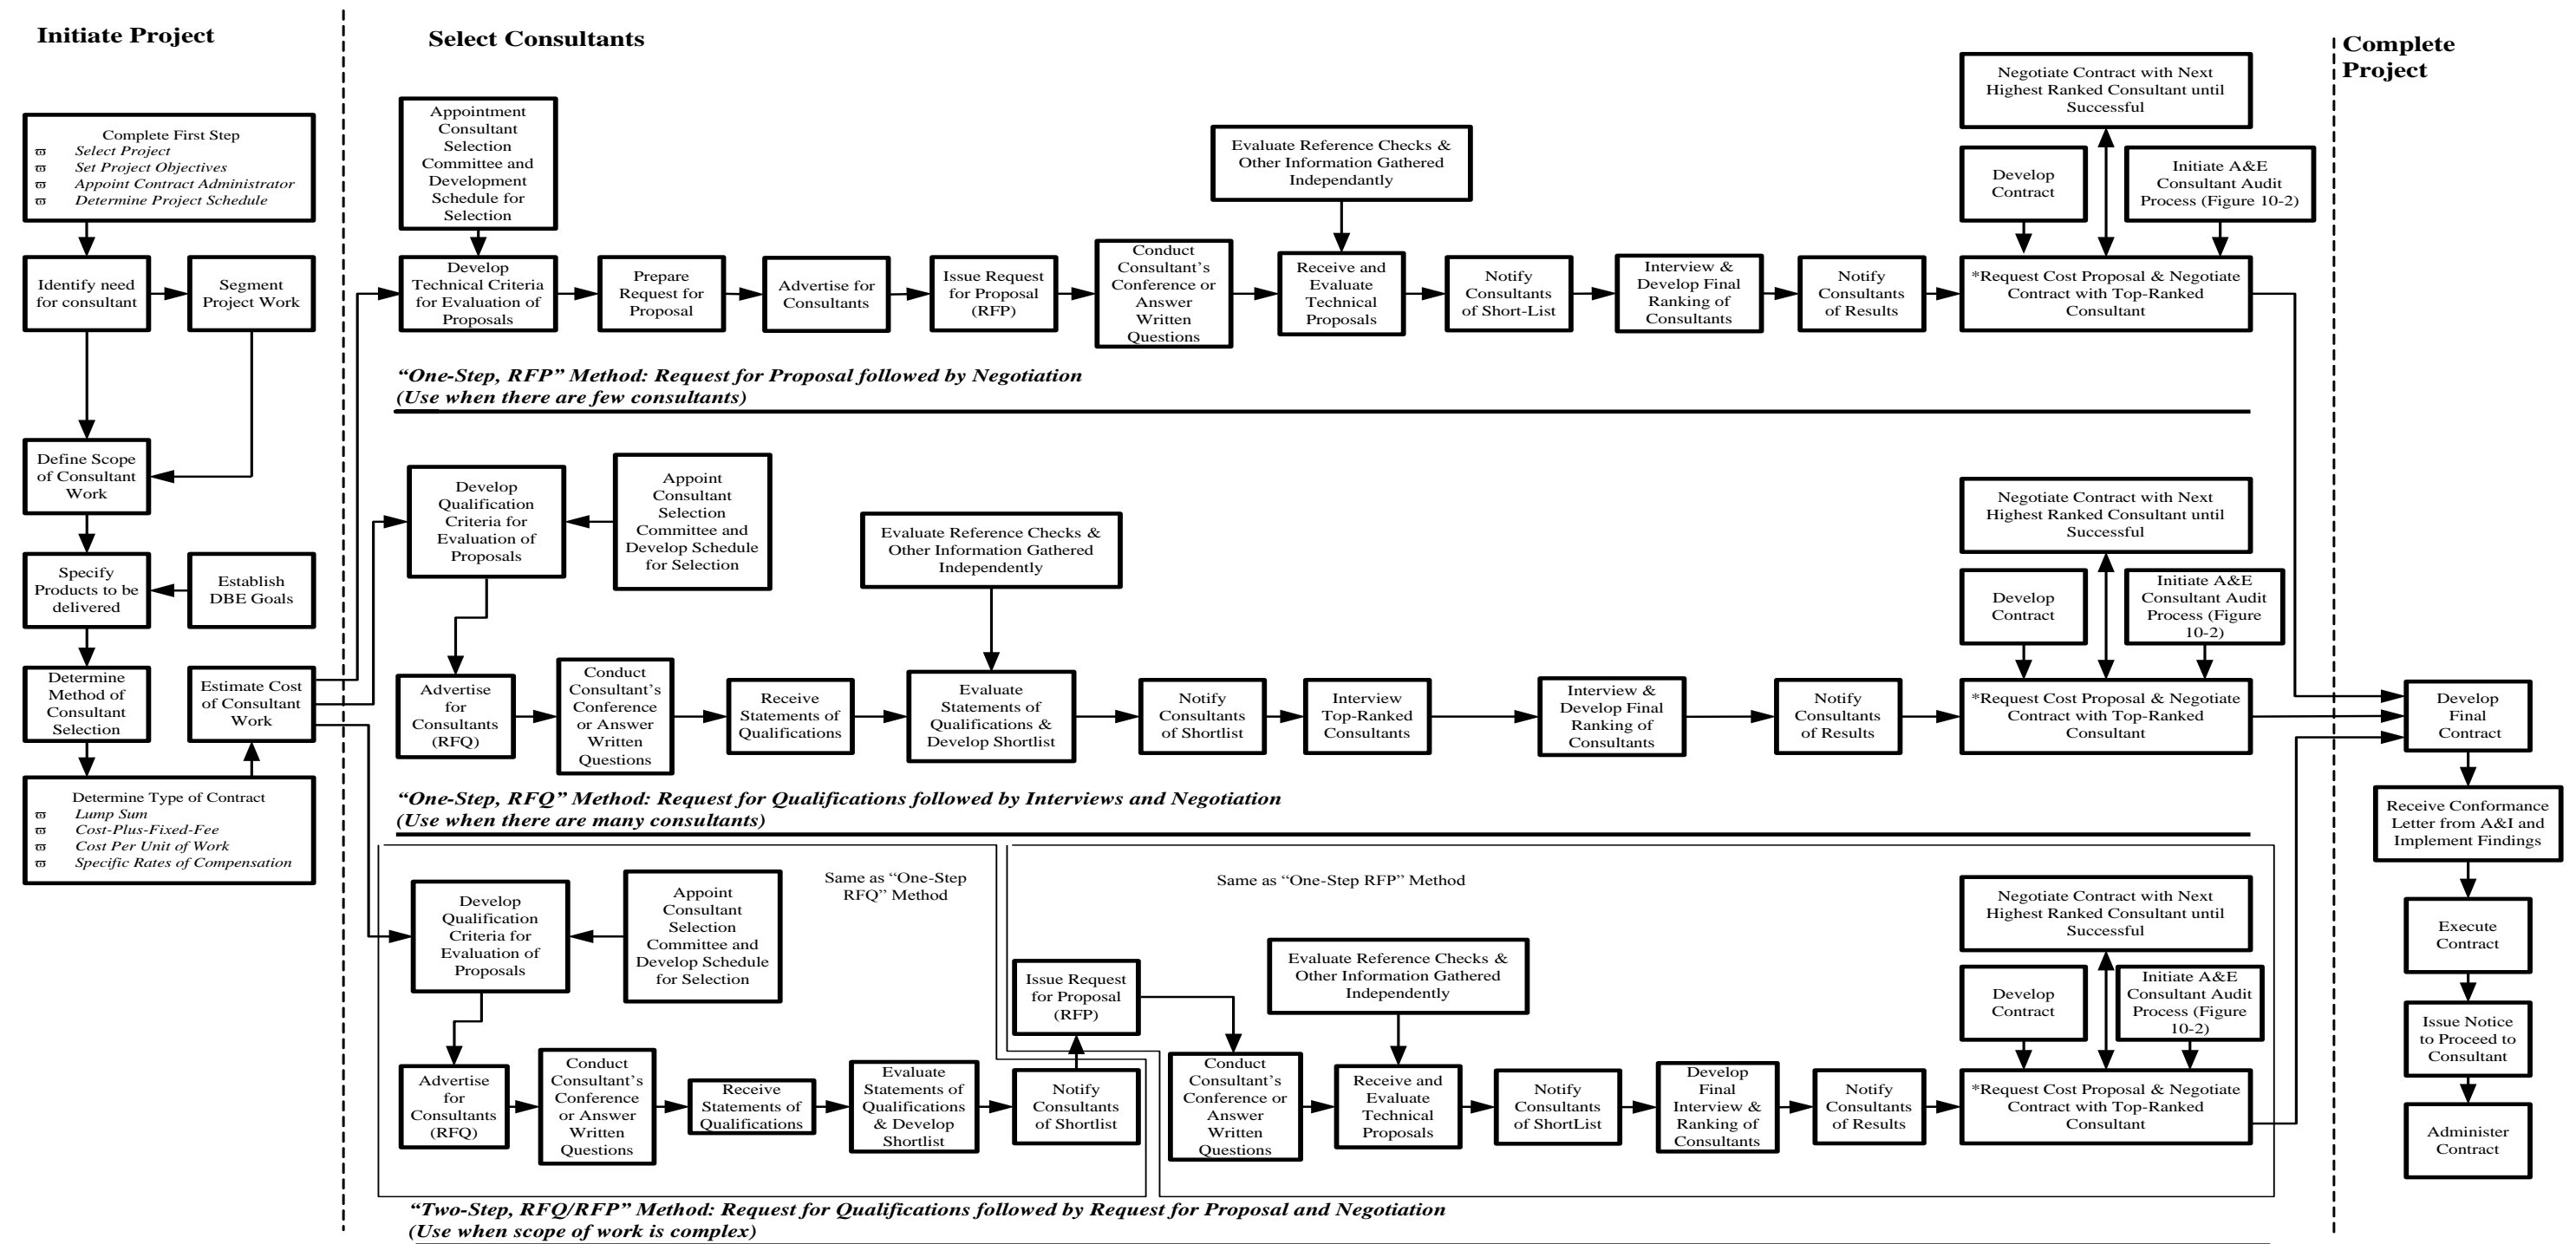 Initiate Project
Complete First Step
ϖ Select Project
ϖ Set Project Objectives
ϖ Appoint Contract Administrator
ϖ Determine Project Schedule
Identify need
for consultant
Segment
Project Work
Define Scope
of Consultant
Work
Specify
Products to be
delivered
Establish
DBE Goals
Determine
Method of
Consultant
Selection
Estimate Cost
of Consultant
Work
Determine Type of Contract
ϖ Lump Sum
ϖ Cost-Plus-Fixed-Fee
ϖ Cost Per Unit of Work
ϖ Specific Rates of Compensation
Select Consultants
Appointment
Consultant
Selection
Committee and
Development
Schedule for
Selection
Develop
Technical Criteria
for Evaluation of
Proposals
Prepare
Request for
Proposal
Advertise for
Consultants
Issue Request
for Proposal
(RFP)
Conduct
Consultant’s
Conference or
Answer
Written
Questions
Evaluate Reference Checks &
Other Information Gathered
Independantly
Receive and
Evaluate
Technical
Proposals
Notify
Consultants
of Short-List
Interview &
Develop Final
Ranking of
Consultants
Notify
Consultants
of Results
Negotiate Contract with Next
Highest Ranked Consultant until
Successful
Develop
Contract
Initiate A&E
Consultant Audit
Process (Figure 10-2)
*Request Cost Proposal & Negotiate
Contract with Top-Ranked
Consultant
“One-Step, RFP” Method: Request for Proposal followed by Negotiation
(Use when there are few consultants)
Develop
Qualification
Criteria for
Evaluation of
Proposals
Appoint
Consultant
Selection
Committee and
Develop Schedule
for Selection
Evaluate Reference Checks &
Other Information Gathered
Independently
Advertise
for
Consultants
(RFQ)
Conduct
Consultant’s
Conference
or Answer
Written
Questions
Receive
Statements of
Qualifications
Evaluate
Statements of
Qualifications &
Develop Shortlist
Notify
Consultants
of Shortlist
Interview
Top-Ranked
Consultants
Interview &
Develop Final
Ranking of
Consultants
Notify
Consultants
of Results
Negotiate Contract with Next
Highest Ranked Consultant until
Successful
Develop
Contract
Initiate A&E
Consultant Audit
Process (Figure
10-2)
*Request Cost Proposal & Negotiate
Contract with Top-Ranked
Consultant
“One-Step, RFQ” Method: Request for Qualifications followed by Interviews and Negotiation
(Use when there are many consultants)
Develop
Qualification
Criteria for
Evaluation of
Proposals
Appoint
Consultant
Selection
Committee and
Develop Schedule
for Selection
Same as “One-Step
RFQ” Method
Advertise
for
Consultants
(RFQ)
Conduct
Consultant’s
Conference
or Answer
Written
Questions
Receive
Statements of
Qualifications
Evaluate
Statements of
Qualifications
& Develop
Shortlist
Notify
Consultants
of Shortlist
Same as “One-Step RFP” Method
Issue Request
for Proposal
(RFP)
Conduct
Consultant’s
Conference or
Answer
Written
Questions
Evaluate Reference Checks &
Other Information Gathered
Independently
Receive and
Evaluate
Technical
Proposals
Notify
Consultants
of ShortList
Develop
Final
Interview &
Ranking of
Consultants
Notify
Consultants
of Results
Negotiate Contract with Next
Highest Ranked Consultant until
Successful
Develop
Contract
Initiate A&E
Consultant Audit
Process (Figure
10-2)
*Request Cost Proposal & Negotiate
Contract with Top-Ranked
Consultant
“Two-Step, RFQ/RFP” Method: Request for Qualifications followed by Request for Proposal and Negotiation
(Use when scope of work is complex)
Complete
Project
Develop
Final
Contract
Receive Conformance
Letter from A&I and
Implement Findings
Execute
Contract
Issue Notice
to Proceed to
Consultant
Administer
Contract